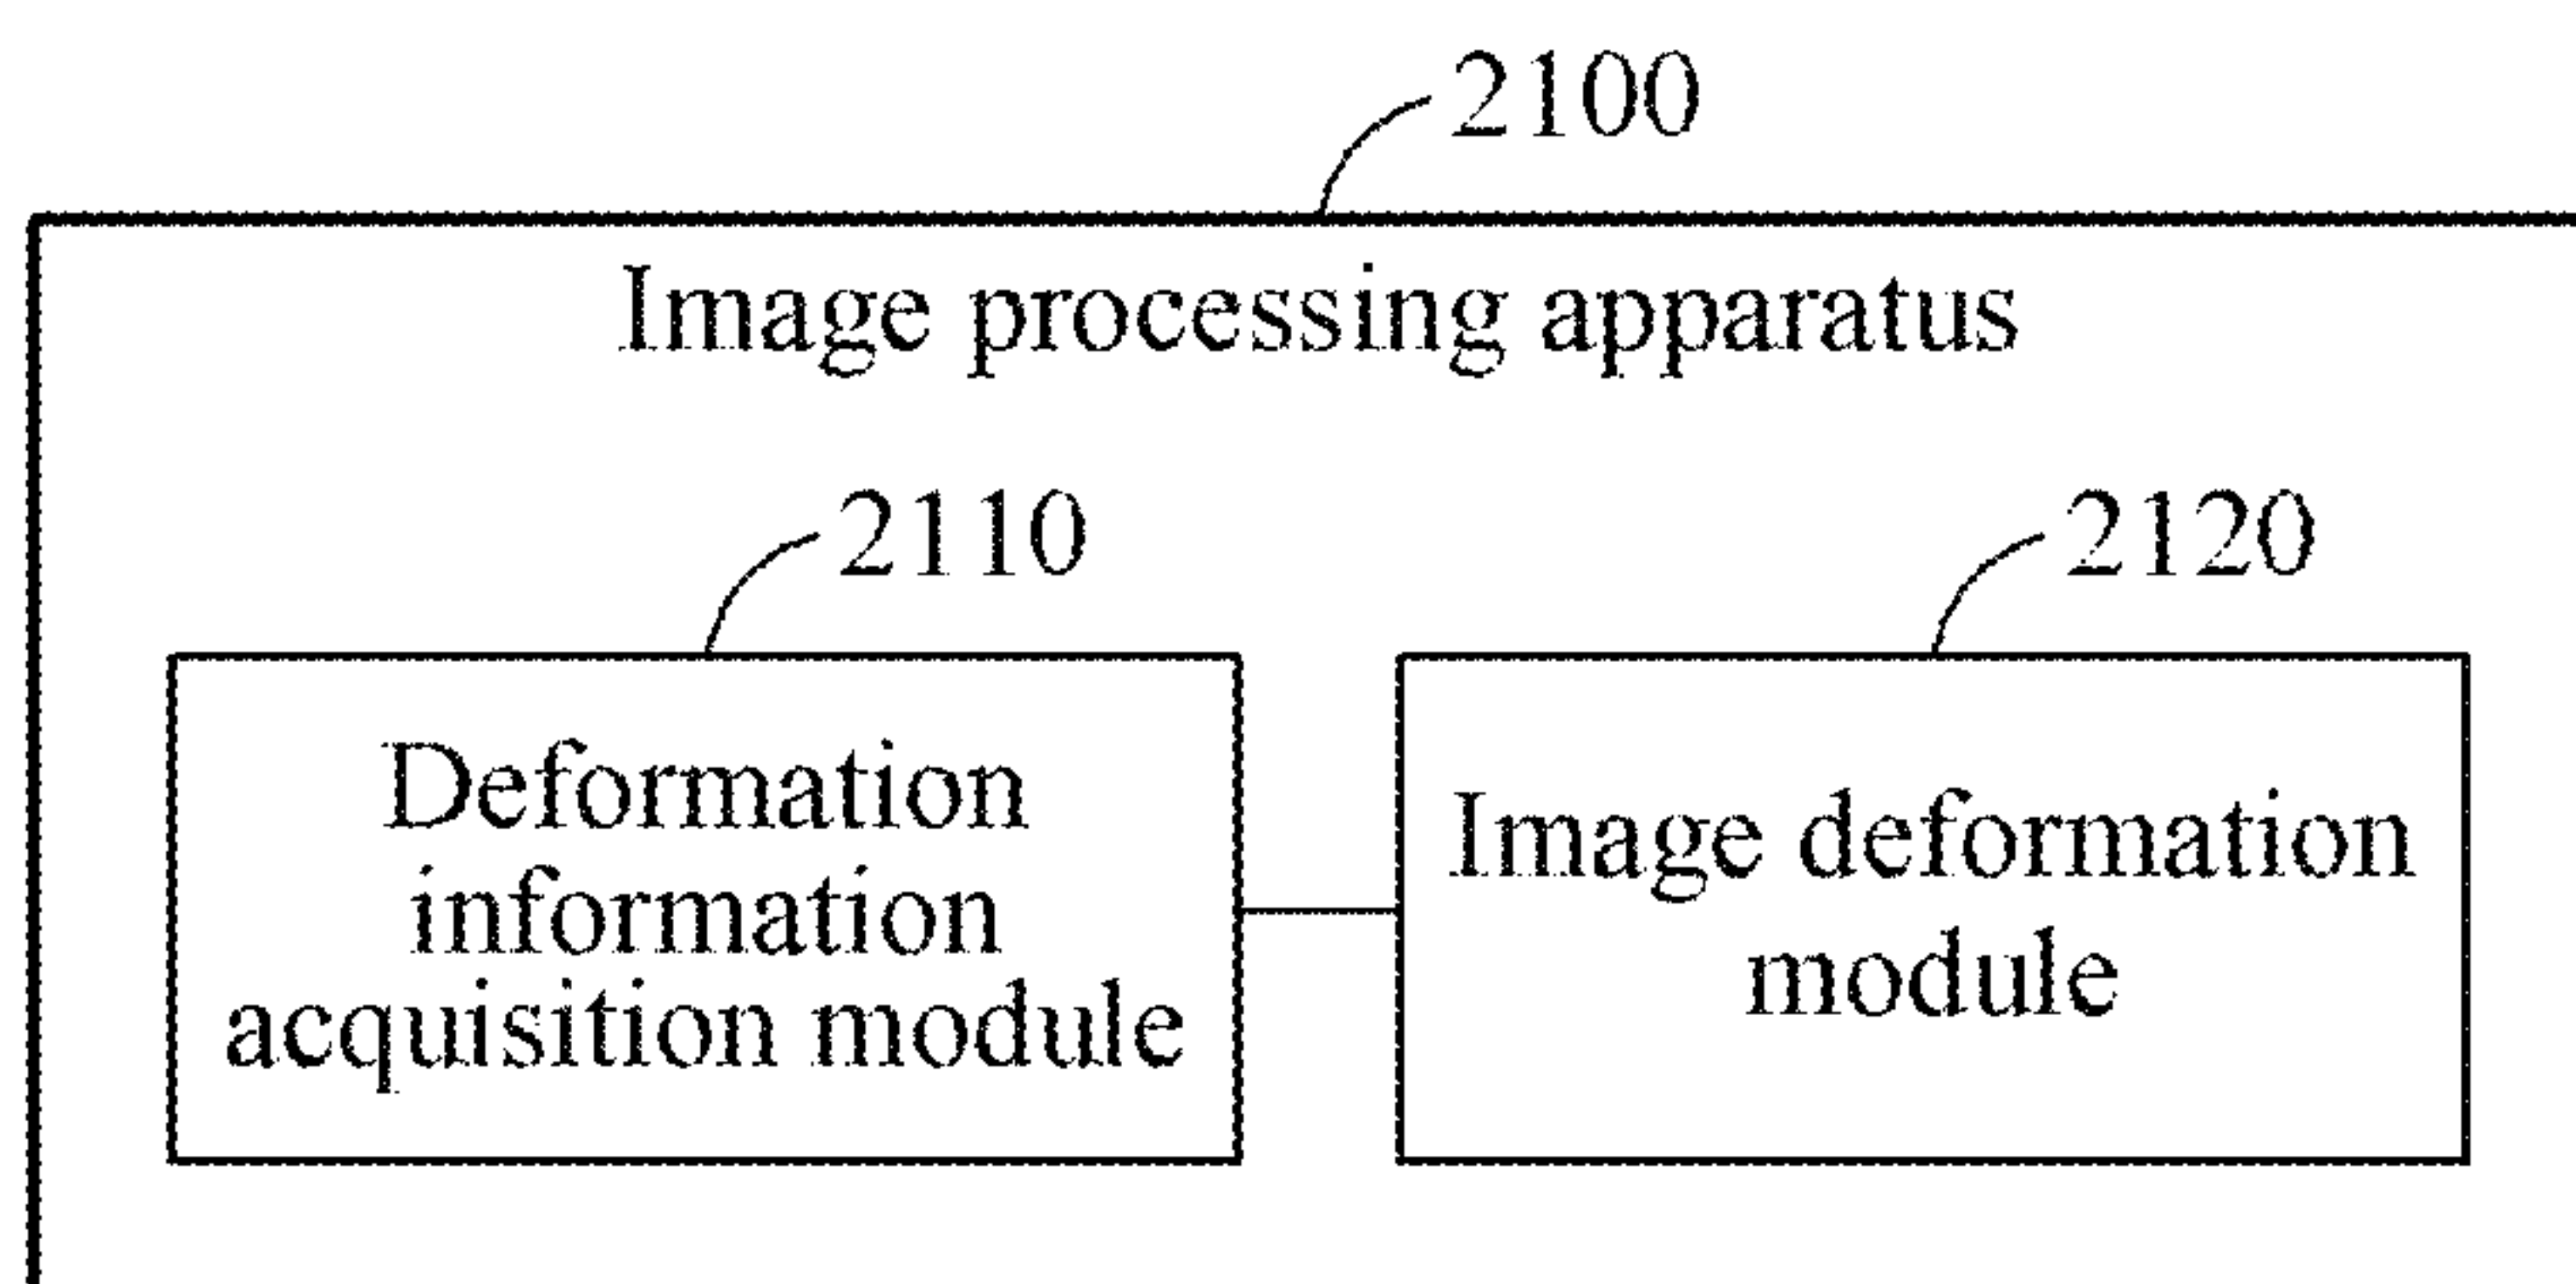 2100
Image processing apparatus
2110
2120
Deformation
information
acquisition module
Image deformation
module